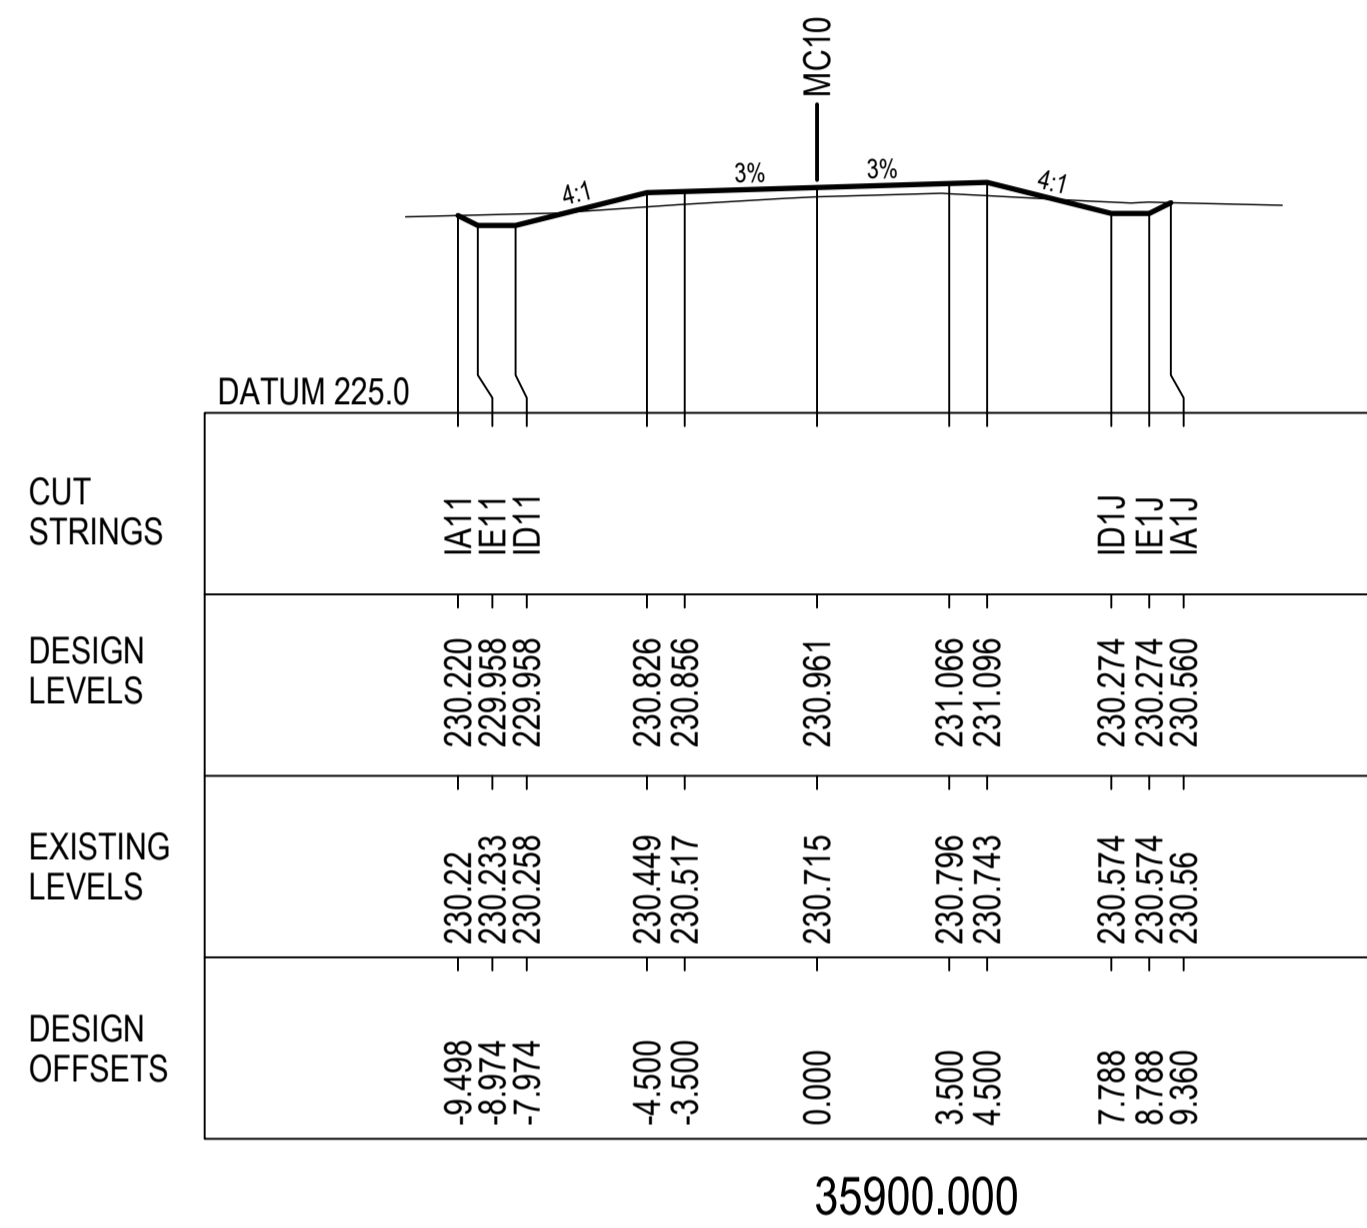 MC10
4:1
3%
3%
4:1
DATUM 225.0
CUT
STRINGS
IA11
IE11
ID11
ID1J
IE1J
IA1J
DESIGN
LEVELS
230.220
229.958
229.958
230.826
230.856
230.961
231.066
231.096
230.274
230.274
230.560
EXISTING
LEVELS
230.22
230.233
230.258
230.449
230.517
230.715
230.796
230.743
230.574
230.574
230.56
DESIGN
OFFSETS
-9.498
-8.974
-7.974
-4.500
-3.500
0.000
3.500
4.500
7.788
8.788
9.360
35900.000